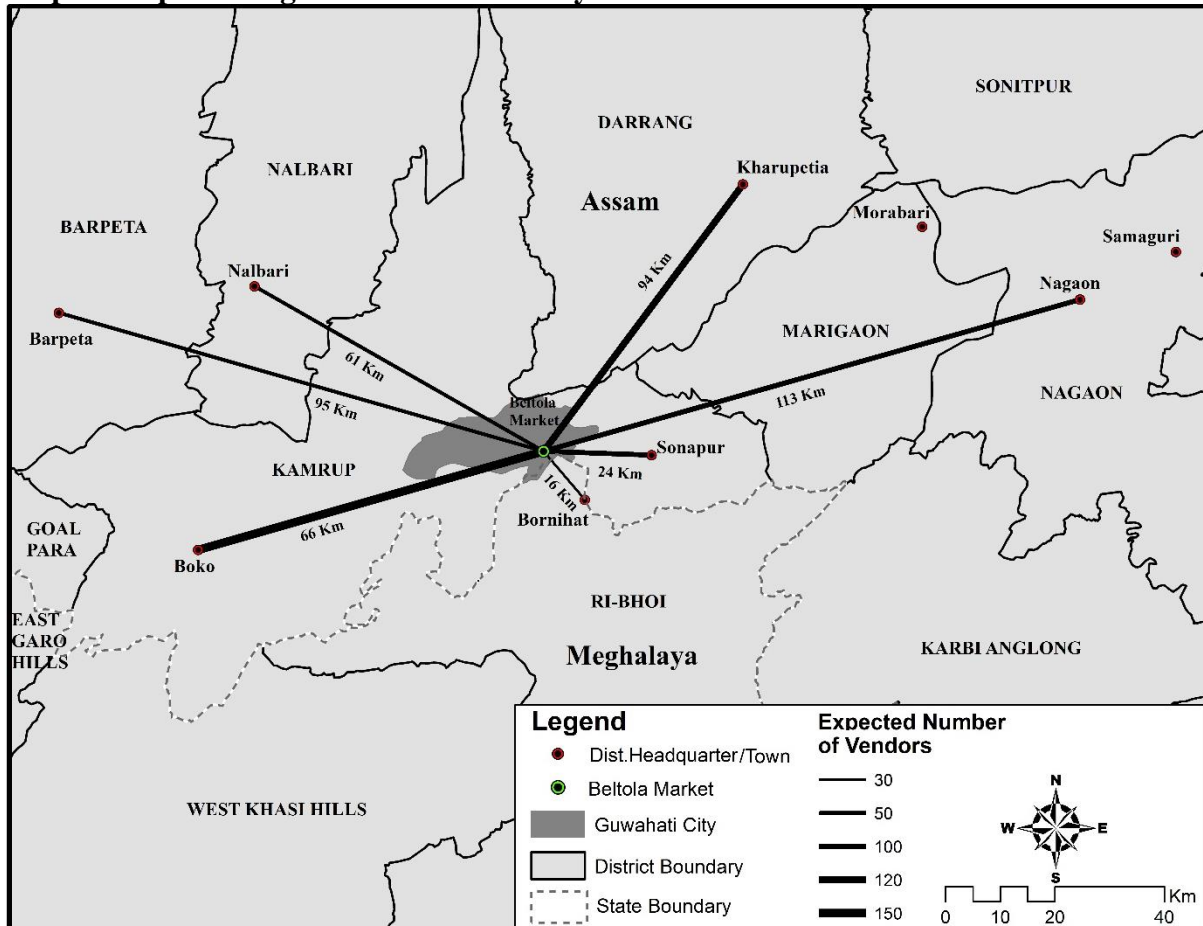 SONITPUR
DARRANG
NALBARI
Kharupetia
Assam
Morabari
BARPETA
Samaguri
Nalbari
Nagaon
94 Km
MARIGAON
Barpeta
61 Km
NAGAON
95 Km
113 Km
Beltola
Market
Sonapur
KAMRUP
24 Km
16 Km
Bornihat
GOAL
PARA
66 Km
Boko
RI-BHOI
EAST
GARO
HILLS
Meghalaya
KARBI ANGLONG
WEST KHASI HILLS
Legend
Dist.Headquarter/Town
Beltola Market
Guwahati City
District Boundary
State Boundary
Expected Number
of Vendors
30
50
100
120
150
N
W E
S
Km
0 10 20 40